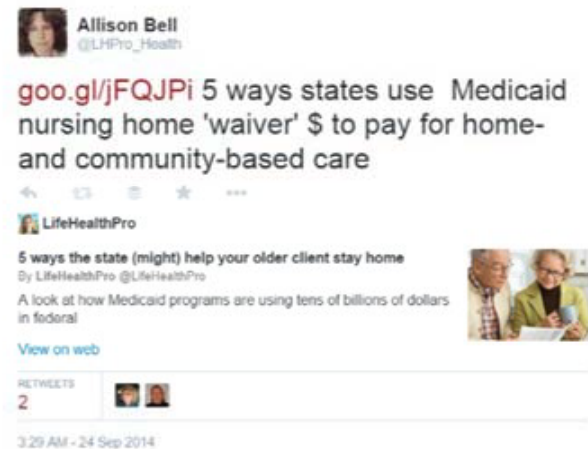 Allison Bell
@LHPro_Health
goo.gl/jFQJPi 5 ways states use Medicaid
nursing home 'waiver' $ to pay for home-
and community-based care
LifeHealthPro
5 ways the state (might) help your older client stay home
By LifeHealthPro @LifeHealthPro
A look at how Medicaid programs are using tens of billions of dollars
in federal
View on web
RETWEETS
2
3:29 AM - 24 Sep 2014